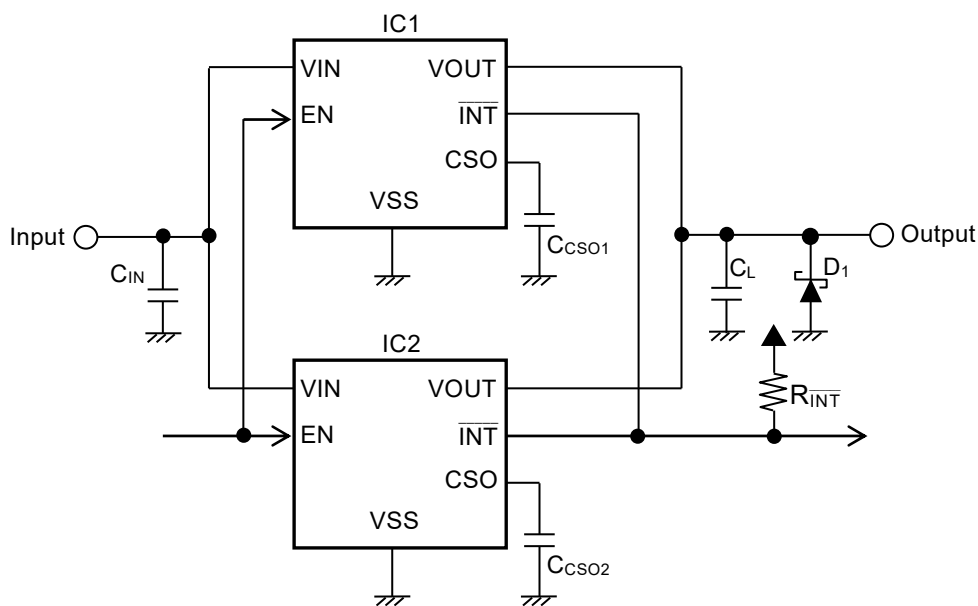 IC1
VIN
VOUT
EN
INT
CSO
VSS
Input
CIN
CCSO1
CL
D1
Output
IC2
VIN
VOUT
RINT
EN
INT
CSO
VSS
CCSO2